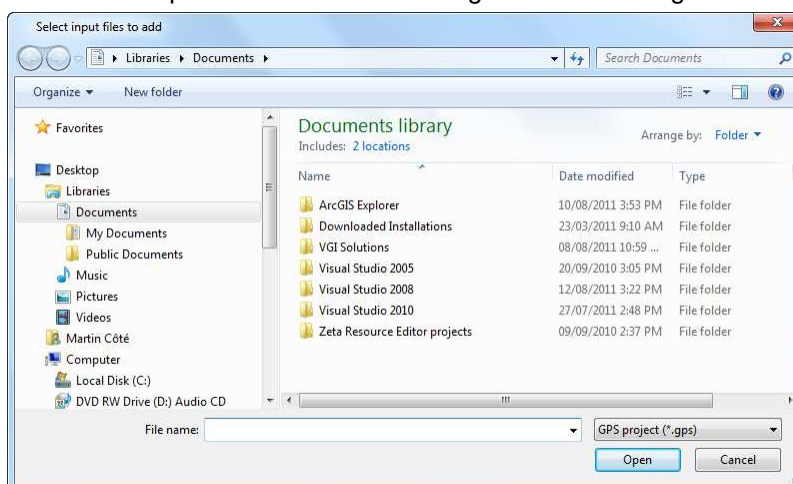 Select input files to add
Libraries ▸ Documents ▸
Search Documents
Organize ▾ New folder
Favorites
Desktop
Libraries
Documents
My Documents
Public Documents
Music
Pictures
Videos
Martin Côté
Computer
Local Disk (C:)
DVD RW Drive (D:) Audio CD
Documents library
Includes: 2 locations
Arrange by: Folder ▾
Name Date modified Type
ArcGIS Explorer 10/08/2011 3:53 PM File folder
Downloaded Installations 23/03/2011 9:10 AM File folder
VGI Solutions 08/08/2011 10:59 ... File folder
Visual Studio 2005 20/09/2010 3:05 PM File folder
Visual Studio 2008 12/08/2011 3:22 PM File folder
Visual Studio 2010 27/07/2011 2:48 PM File folder
Zeta Resource Editor projects 09/09/2010 2:37 PM File folder
File name:
GPS project (*.gps)
Open Cancel